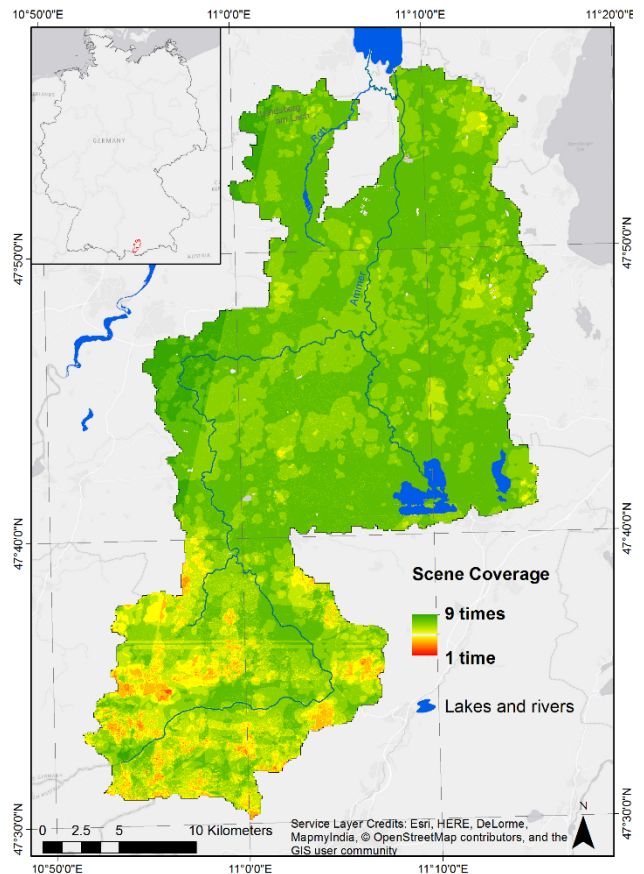 10°50'0"E
11°0'0"E
11°10'0"E
11°20'0"E
GERMANY
AUSTRIA
Rott
Ammer
47°50'0"N
47°50'0"N
47°40'0"N
47°40'0"N
Scene Coverage
9 times
1 time
Lakes and rivers
47°30'0"N
47°30'0"N
N
0 2.5 5 10 Kilometers
Service Layer Credits: Esri, HERE, DeLorme,
MapmyIndia, © OpenStreetMap contributors, and the
GIS user community
10°50'0"E
11°0'0"E
11°10'0"E